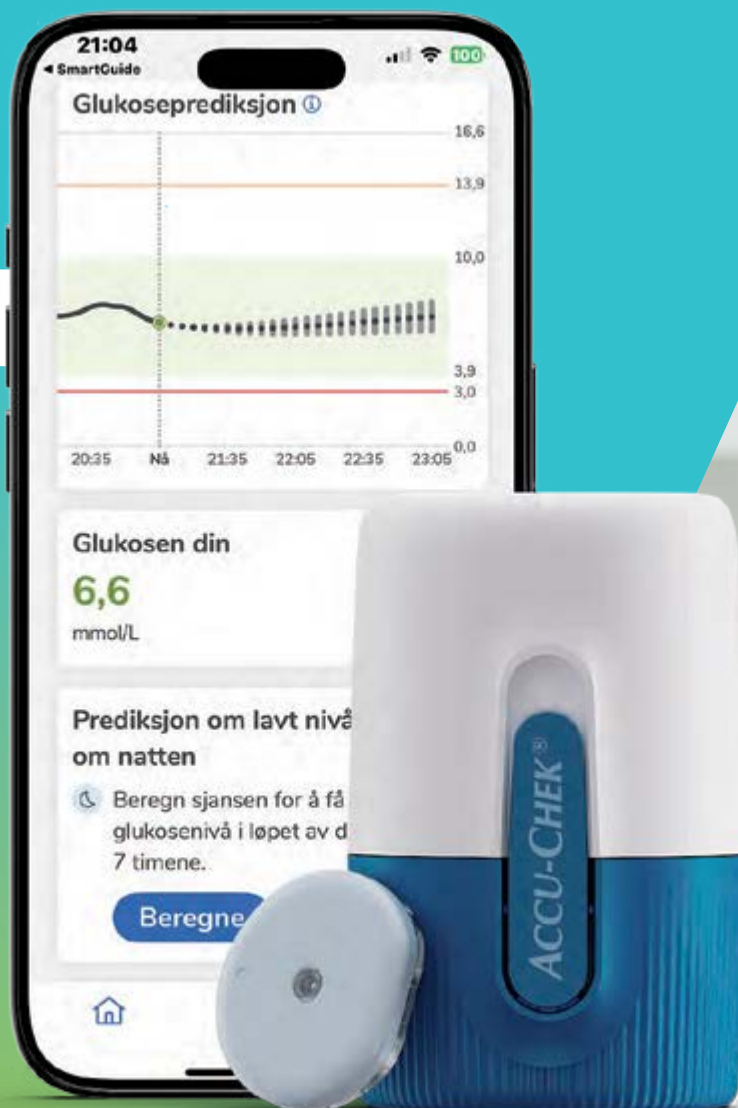 21:04
SmartGuide
100
Glukoseprediksjon
16,6
13,9
10,0
3,9
3,0
0,0
20:35 Nå 21:35 22:05 22:35 23:05
Glukosen din
6,6
mmol/L
Prediksjon om lavt nivå
om natten
Beregn sjansen for å få
glukosenivå i løpet av d
7 timene.
Beregne
ACCU-CHEK®